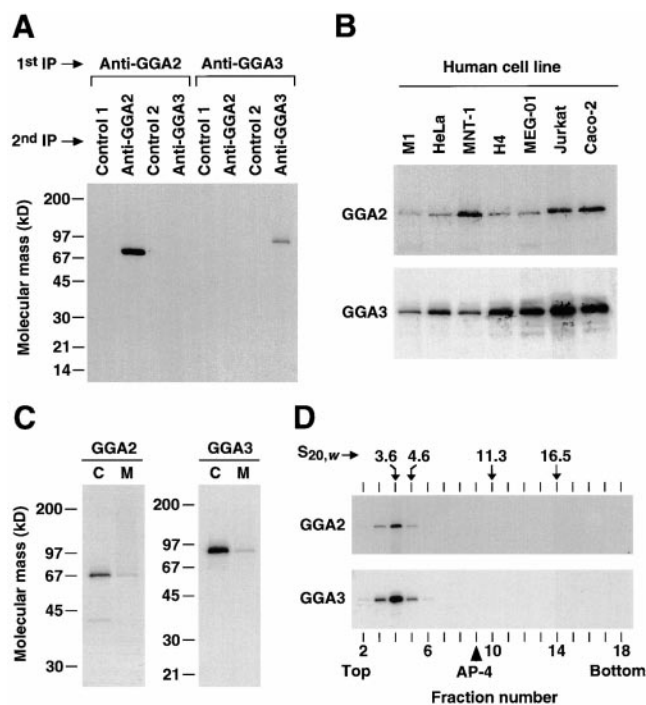 A
1st IP → Anti-GGA2 Anti-GGA3
2nd IP → Control 1 Anti-GGA2 Control 2 Anti-GGA3 Control 1 Anti-GGA2 Control 2 Anti-GGA3
Molecular mass (kD)
200
97
67
45
30
21
14
B
Human cell line
M1 HeLa MNT-1 H4 MEG-01 Jurkat Caco-2
GGA2
GGA3
C
GGA2 GGA3
C M C M
Molecular mass (kD)
200
97
67
45
30
200
97
67
45
30
21
D
S20,w → 3.6 4.6 11.3 16.5
GGA2
GGA3
2 6 10 14 18
Top AP-4 Bottom
Fraction number